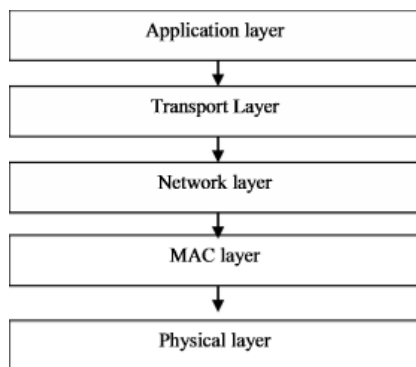 Application layer
Transport Layer
Network layer
MAC layer
Physical layer